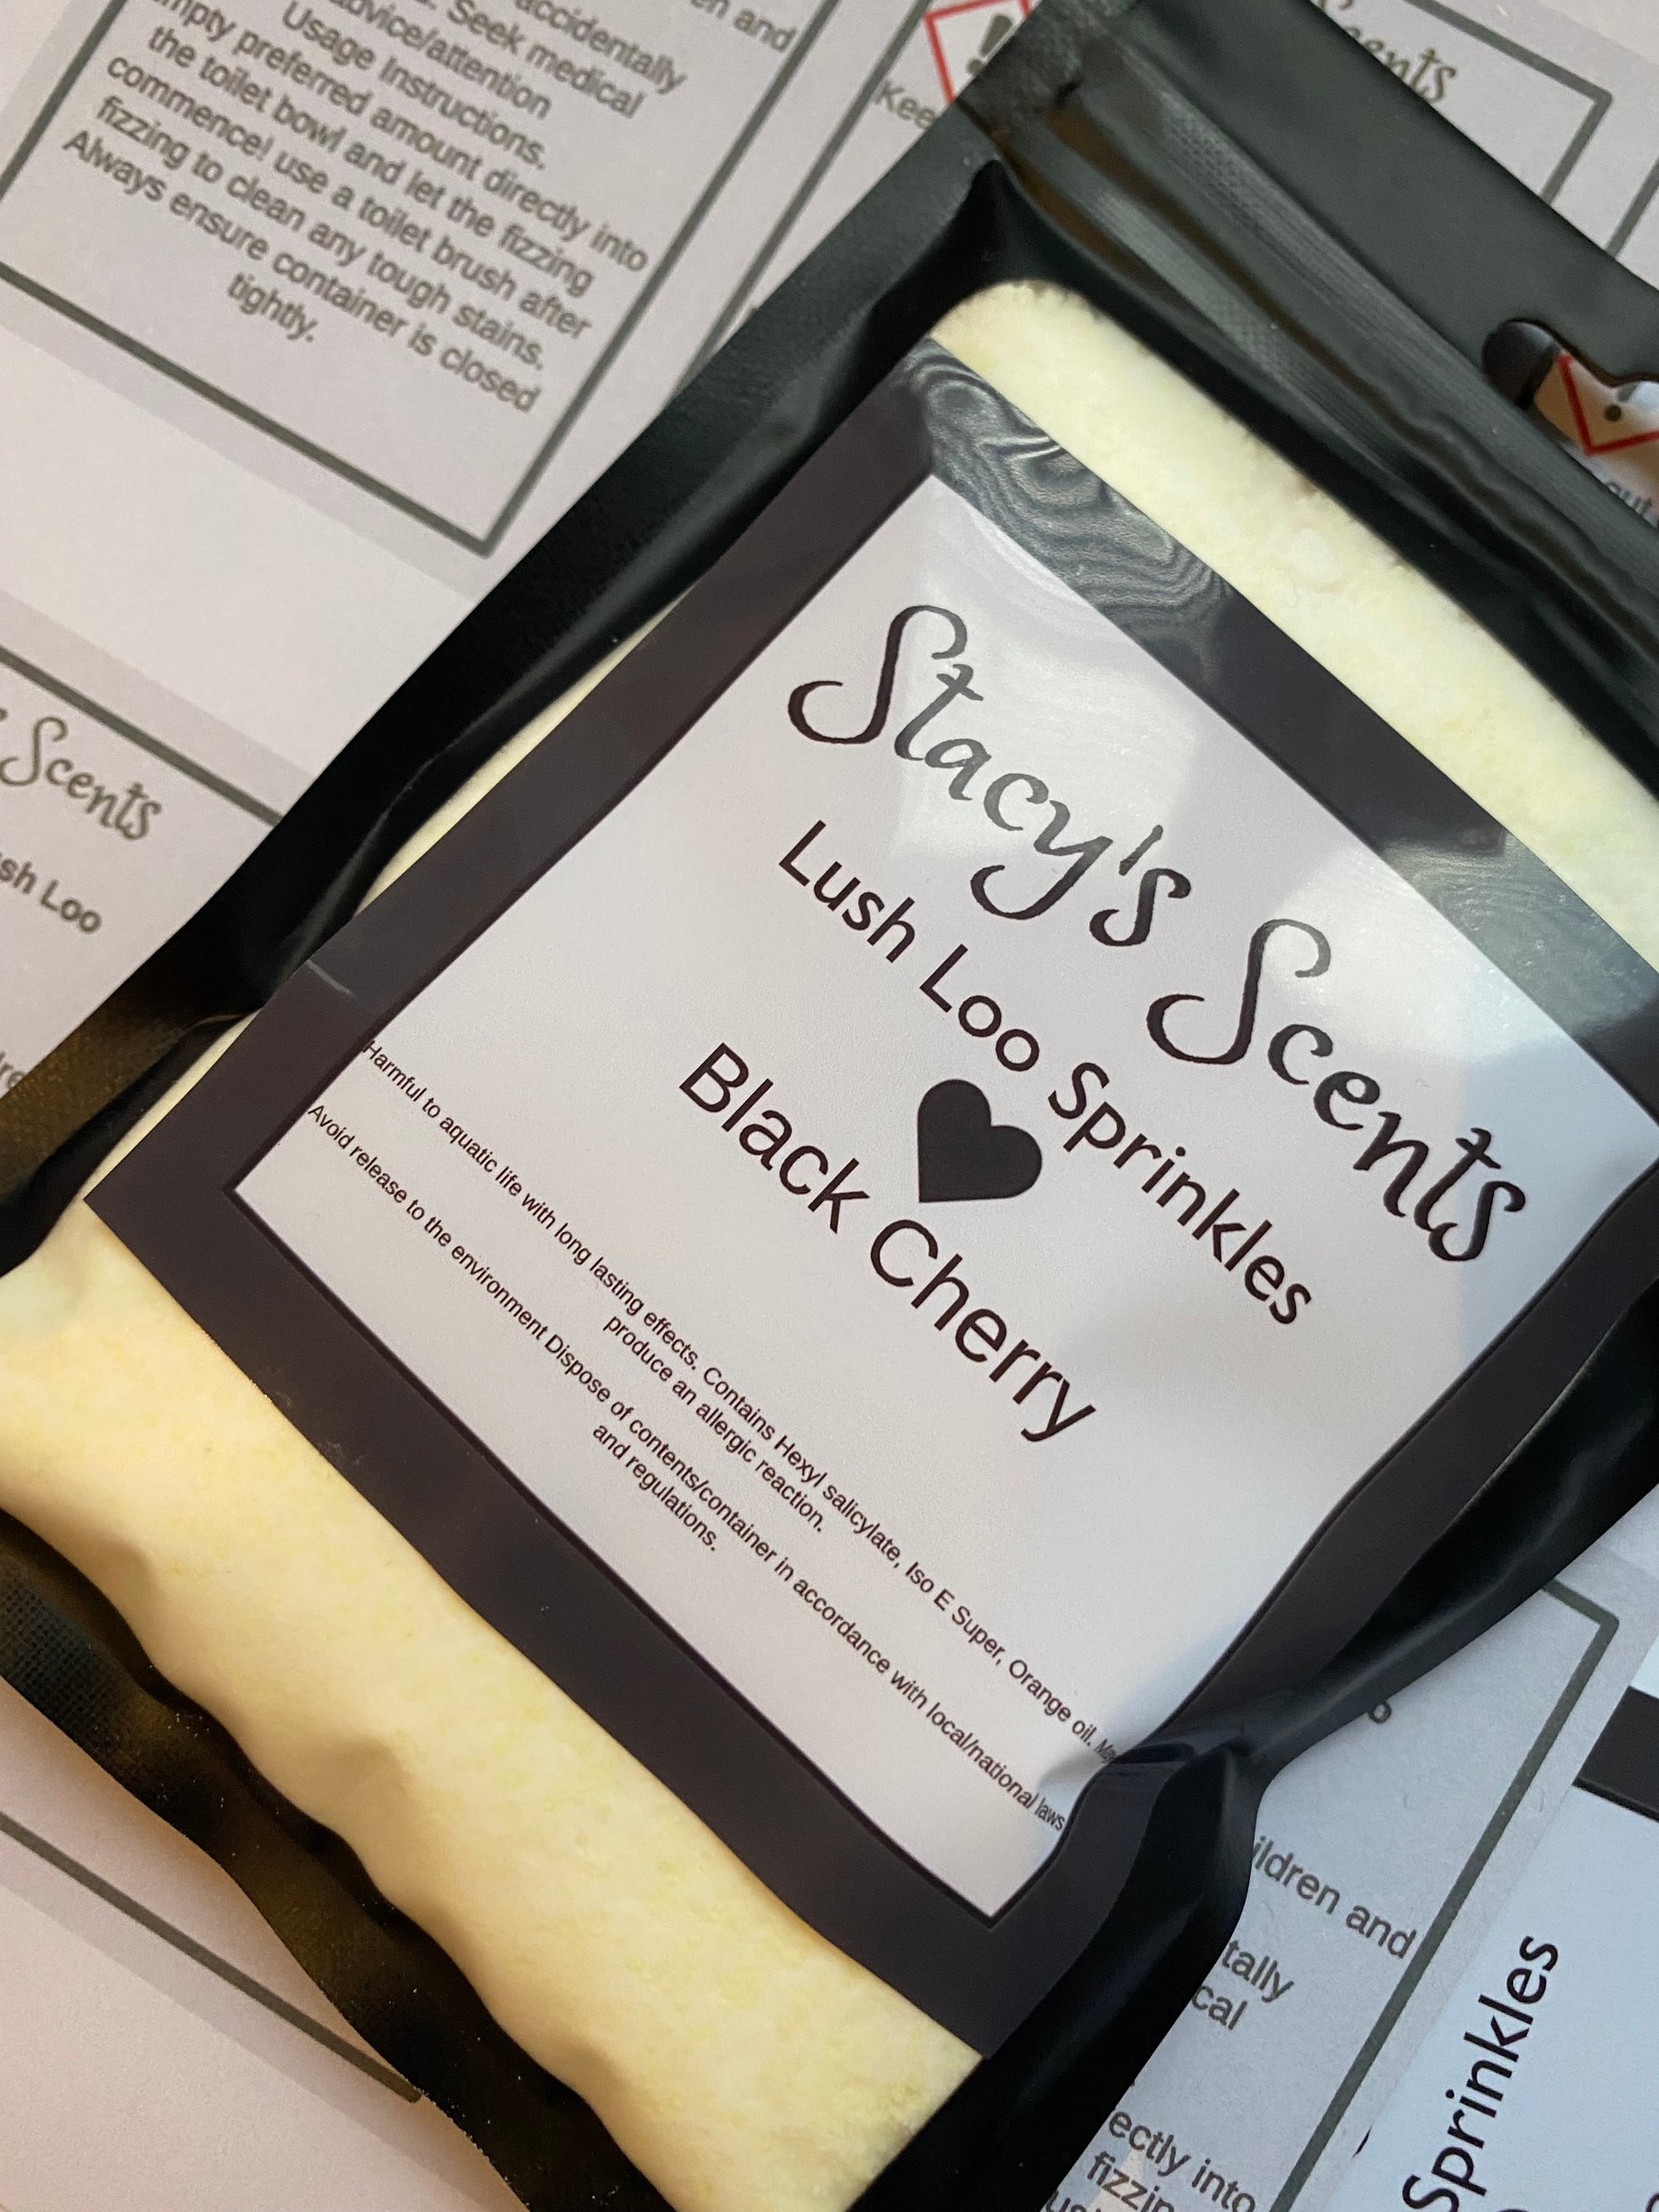 en and
accidentally
Seek medical
advice/attention
Usage Instructions.
empty preferred amount directly into
the toilet bowl and let the fizzing
commence! use a toilet brush after
fizzing to clean any tough stains.
Always ensure container is closed
tightly.
Scents
Scents
sh Loo
Stacy's Scents
Lush Loo Sprinkles
♥
Black Cherry
Harmful to aquatic life with long lasting effects. Contains Hexyl salicylate, Iso E Super, Orange oil. May
produce an allergic reaction.
Avoid release to the environment Dispose of contents/container in accordance with local/national laws
and regulations.
ildren and
tally
cal
ectly into
fizzin
Sprinkles